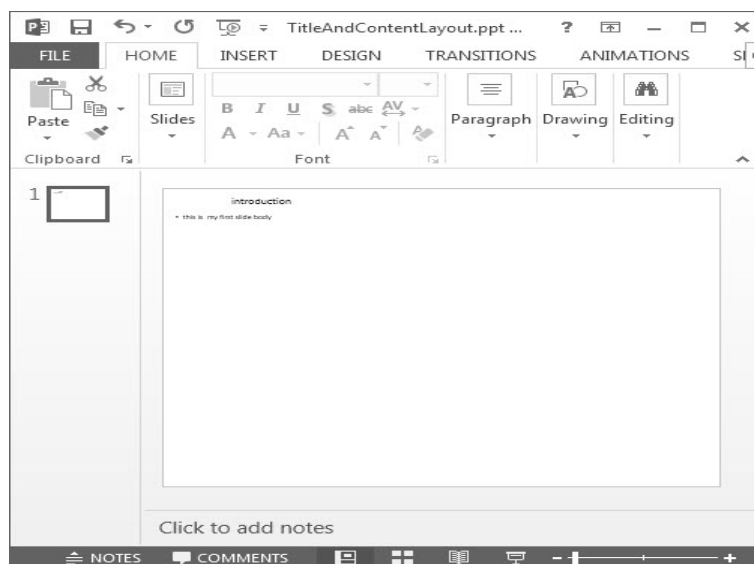 TitleAndContentLayout.ppt ... ?
FILE HOME INSERT DESIGN TRANSITIONS ANIMATIONS
Paste Slides B I U S abc AV Paragraph Drawing Editing
A Aa A A
Clipboard Font
1
introduction
• this is my first slide body
Click to add notes
NOTES COMMENTS